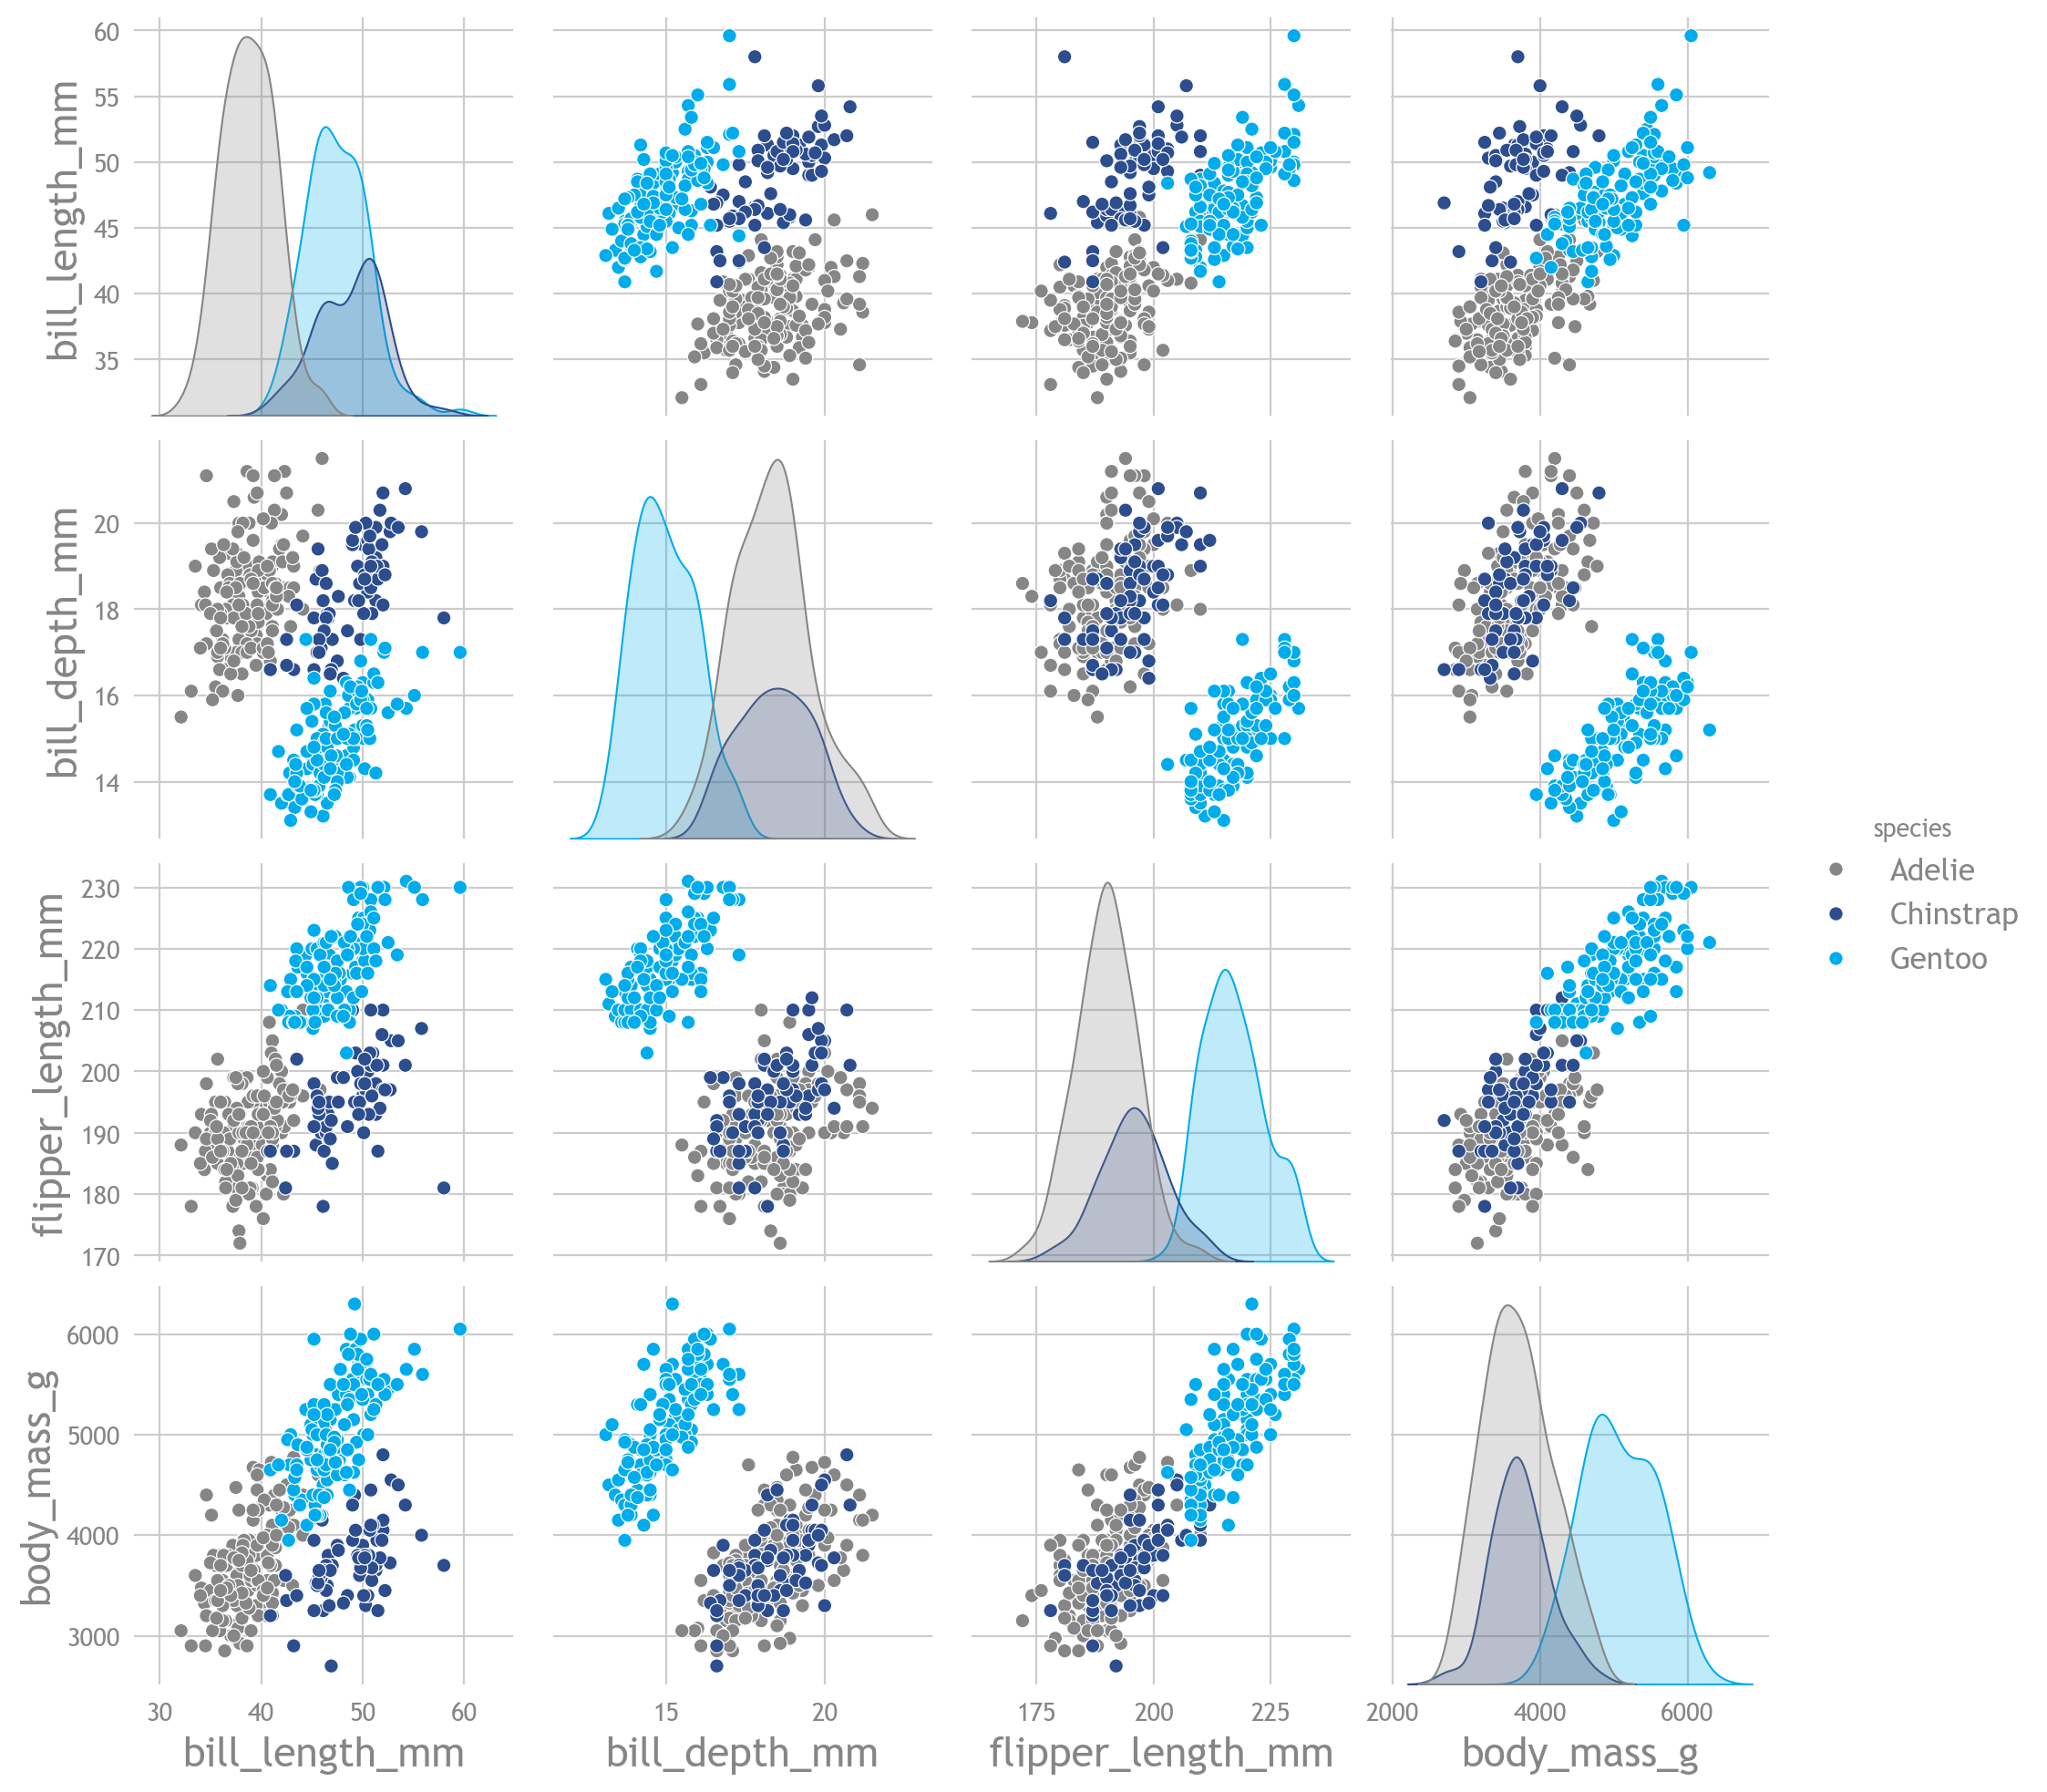 bill_length_mm
60
55
50
45
40
35
bill_depth_mm
20
18
16
14
flipper_length_mm
230
220
210
200
190
180
170
body_mass_g
6000
5000
4000
3000
30 40 50 60
15 20
175 200 225
2000 4000 6000
bill_length_mm
bill_depth_mm
flipper_length_mm
body_mass_g
species
Adelie
Chinstrap
Gentoo